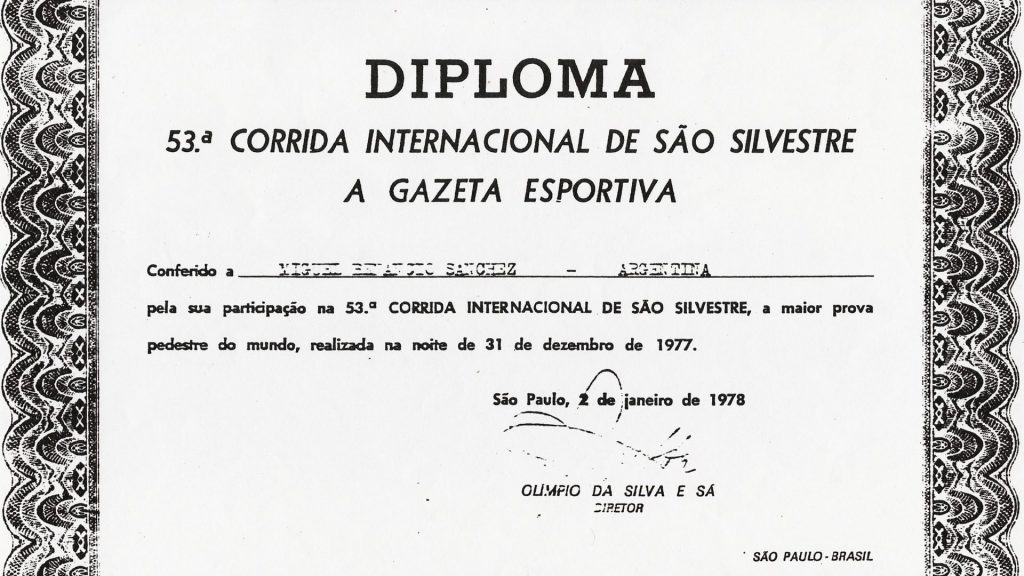 DIPLOMA
53.ª CORRIDA INTERNACIONAL DE SÃO SILVESTRE
A GAZETA ESPORTIVA
Conferido a MIGUEL BENANCIO SANCHEZ - ARGENTINA
pela sua participação na 53.ª CORRIDA INTERNACIONAL DE SÃO SILVESTRE, a maior prova
pedestre do mundo, realizada na noite de 31 de dezembro de 1977.
São Paulo, 2 de janeiro de 1978
OLIMPIO DA SILVA E SÁ
DIRETOR
SÃO PAULO - BRASIL